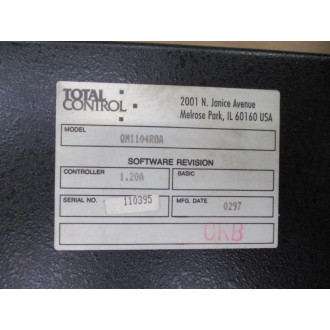 TOTAL CONTROL
2001 N. Janice Avenue
Melrose Park, IL 60160 USA
MODEL
QM1104R0A
SOFTWARE REVISION
CONTROLLER
1.20A
BASIC
SERIAL NO.
110395
MFG. DATE
0297
UKB